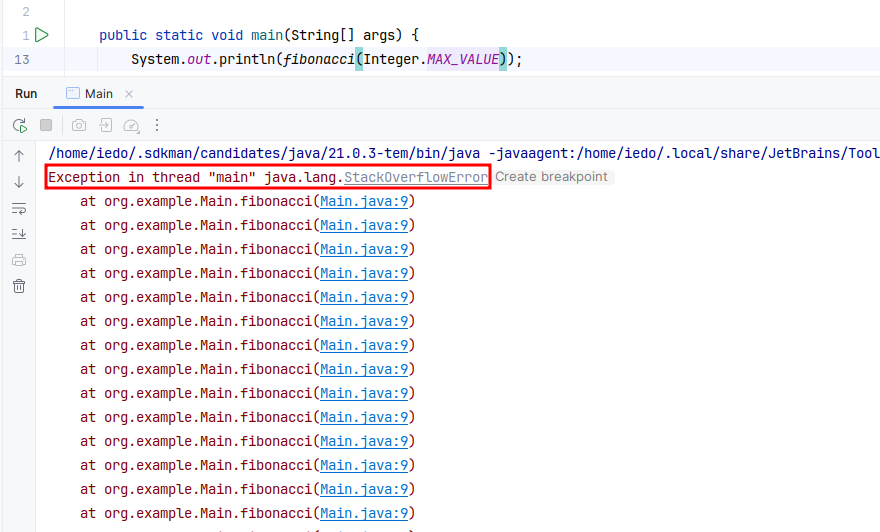 2
1 public static void main(String[] args) {
13 System.out.println(fibonacci(Integer.MAX_VALUE));
Run Main
/home/iedo/.sdkman/candidates/java/21.0.3-tem/bin/java -javaagent:/home/iedo/.local/share/JetBrains/Tool
Exception in thread "main" java.lang.StackOverflowError Create breakpoint
at org.example.Main.fibonacci(Main.java:9)
at org.example.Main.fibonacci(Main.java:9)
at org.example.Main.fibonacci(Main.java:9)
at org.example.Main.fibonacci(Main.java:9)
at org.example.Main.fibonacci(Main.java:9)
at org.example.Main.fibonacci(Main.java:9)
at org.example.Main.fibonacci(Main.java:9)
at org.example.Main.fibonacci(Main.java:9)
at org.example.Main.fibonacci(Main.java:9)
at org.example.Main.fibonacci(Main.java:9)
at org.example.Main.fibonacci(Main.java:9)
at org.example.Main.fibonacci(Main.java:9)
at org.example.Main.fibonacci(Main.java:9)
at org.example.Main.fibonacci(Main.java:9)